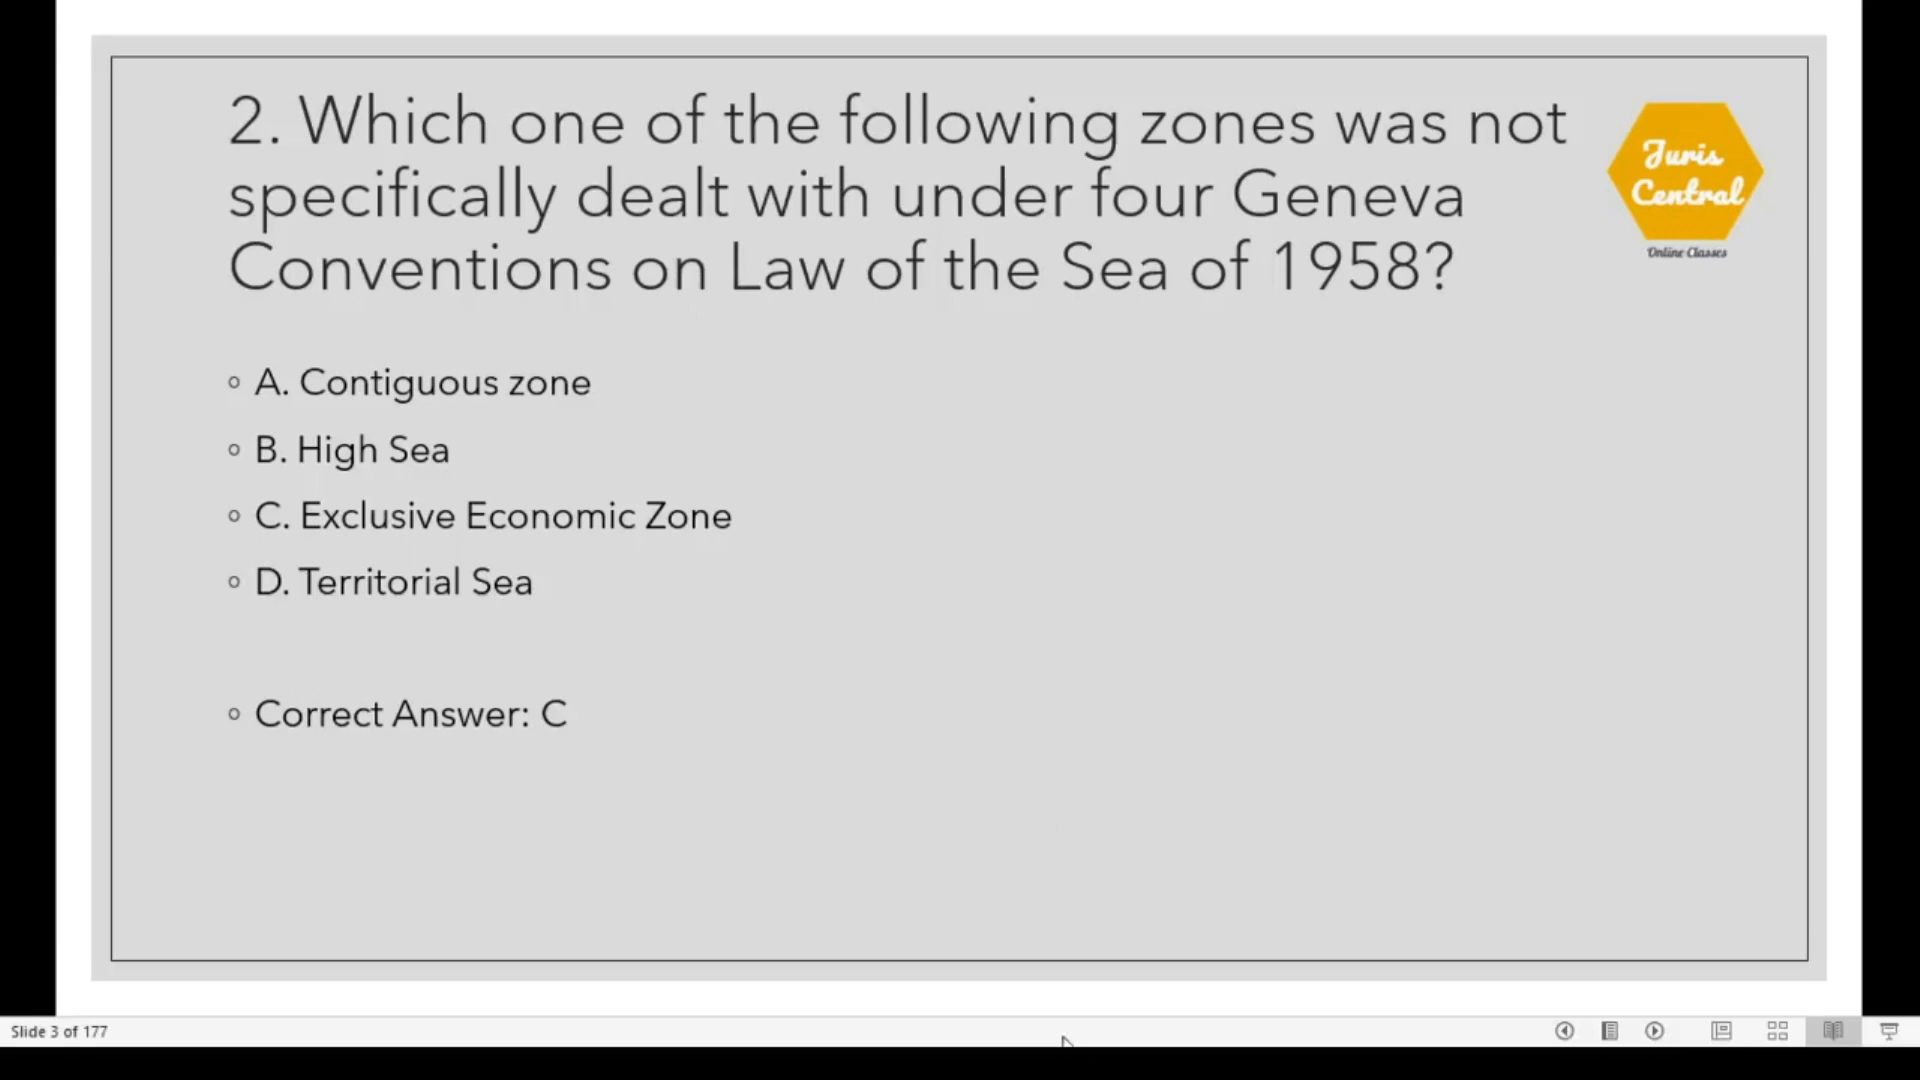 2. Which one of the following zones was not
specifically dealt with under four Geneva
Conventions on Law of the Sea of 1958?
Juris
Central
Online Classes
A. Contiguous zone
B. High Sea
C. Exclusive Economic Zone
D. Territorial Sea
Correct Answer: C
Slide 3 of 177